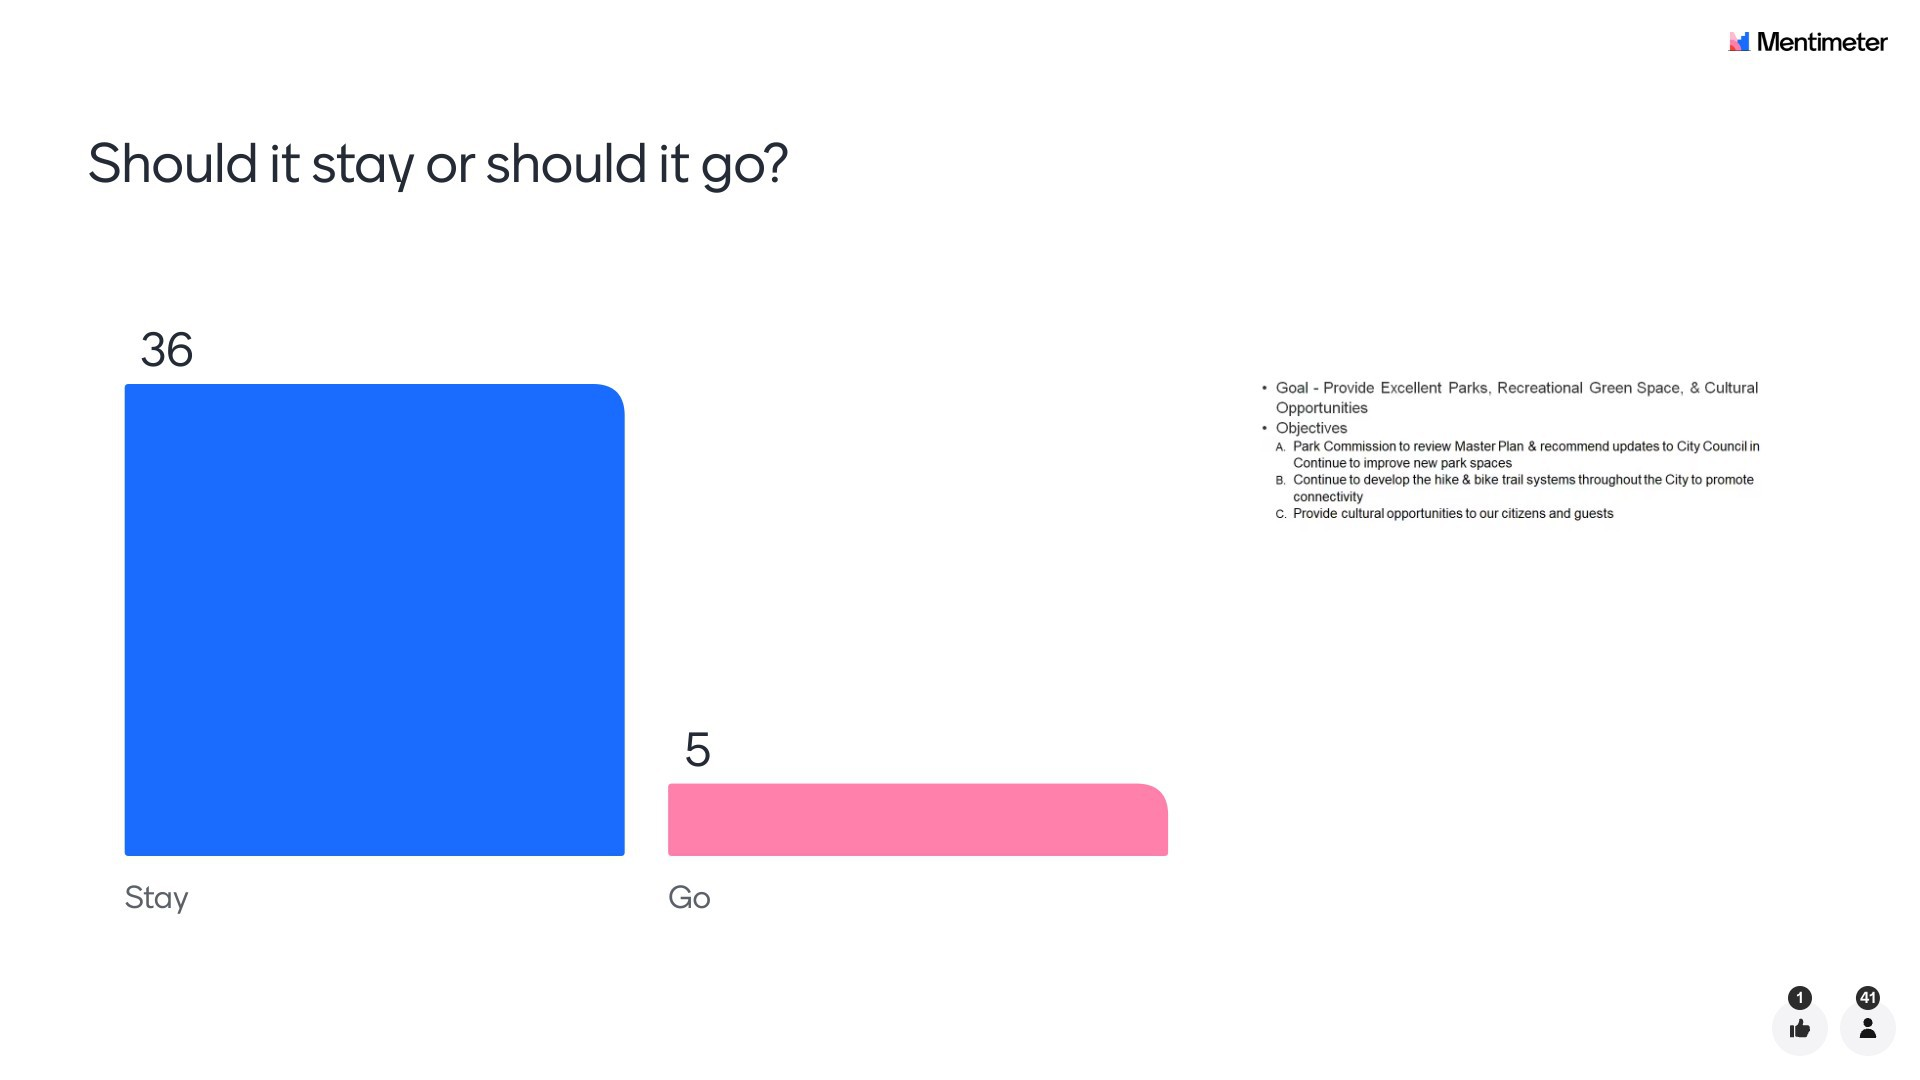 Mentimeter
Should it stay or should it go?
36
5
Stay
Go
• Goal - Provide Excellent Parks, Recreational Green Space, & Cultural
Opportunities
• Objectives
A. Park Commission to review Master Plan & recommend updates to City Council in
Continue to improve new park spaces
B. Continue to develop the hike & bike trail systems throughout the City to promote
connectivity
C. Provide cultural opportunities to our citizens and guests
1
41